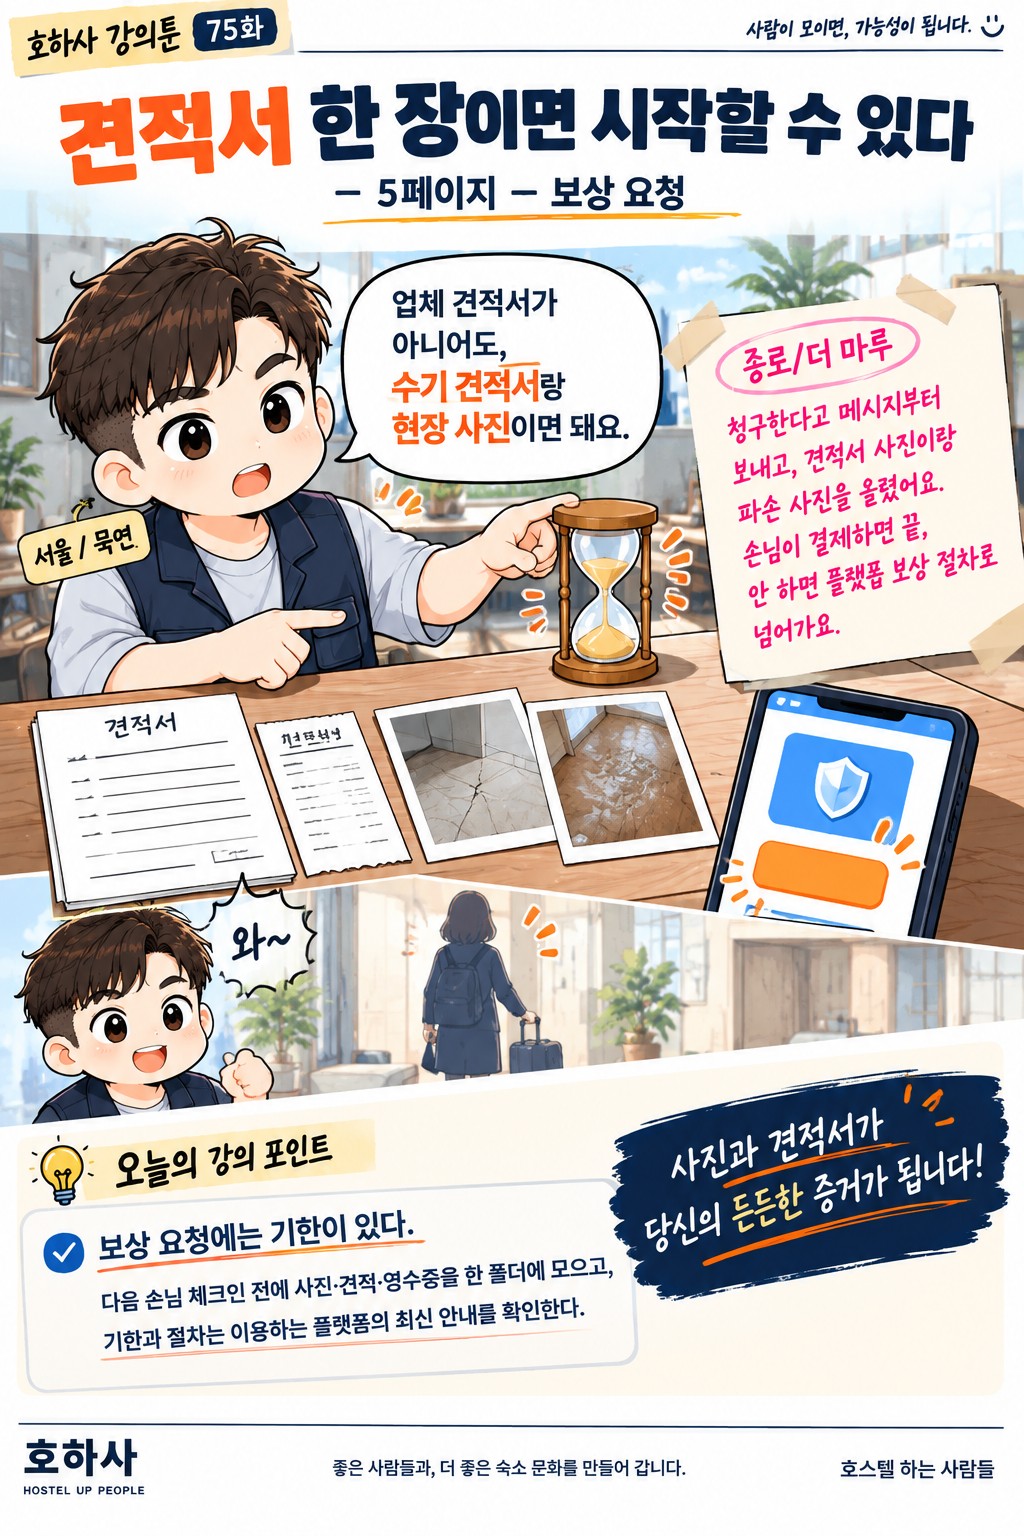 호하사 강의툰 75화
사람이 모이면, 가능성이 됩니다.
견적서 한 장이면 시작할 수 있다
– 5페이지 – 보상 요청
업체 견적서가
아니어도,
수기 견적서랑
현장 사진이면 돼요.
종로/더 마루
청구한다고 메시지부터
보내고, 견적서 사진이랑
파손 사진을 올렸어요.
손님이 결제하면 끝,
안 하면 플랫폼 보상 절차로
넘어가요.
서울 / 묵연
견적서
와~
오늘의 강의 포인트
보상 요청에는 기한이 있다.
다음 손님 체크인 전에 사진·견적·영수증을 한 폴더에 모으고,
기한과 절차는 이용하는 플랫폼의 최신 안내를 확인한다.
사진과 견적서가
당신의 든든한 증거가 됩니다!
호하사
HOSTEL UP PEOPLE
좋은 사람들과, 더 좋은 숙소 문화를 만들어 갑니다.
호스텔 하는 사람들